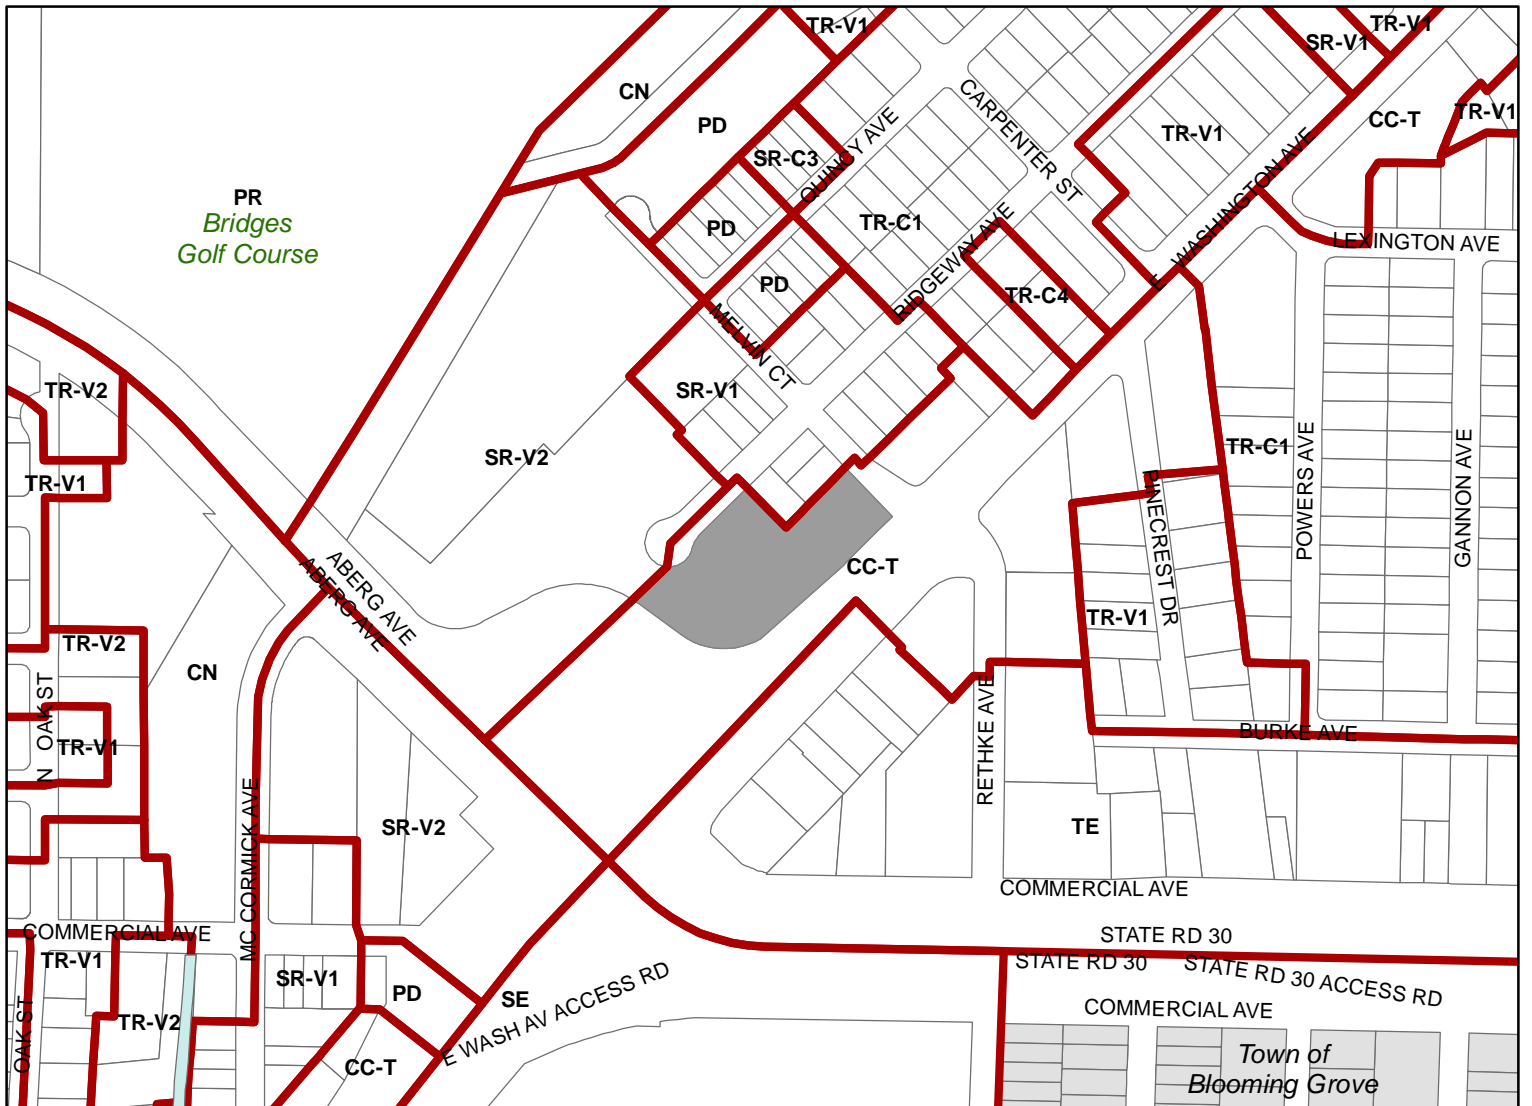 TR-V1
TR-V1
SR-V1
CN
PD
CARPENTER ST
TR-V1
CC-T
TR-V1
QUINCY AVE
SR-C3
E WASHINGTON AVE
PR
Bridges
Golf Course
PD
TR-C1
RIDGEWAY AVE
LEXINGTON AVE
PD
TR-C4
MELVIN CT
TR-V2
SR-V1
SR-V2
TR-C1
POWERS AVE
GANNON AVE
TR-V1
PINECREST DR
ABERG AVE
ABERG AVE
CC-T
TR-V1
TR-V2
CN
N OAK ST
TR-V1
RETHKE AVE
BURKE AVE
MC CORMICK AVE
SR-V2
TE
COMMERCIAL AVE
COMMERCIAL AVE
STATE RD 30
TR-V1
STATE RD 30
STATE RD 30 ACCESS RD
SR-V1
PD
SE
E WASH AV ACCESS RD
COMMERCIAL AVE
OAK ST
TR-V2
CC-T
Town of
Blooming Grove